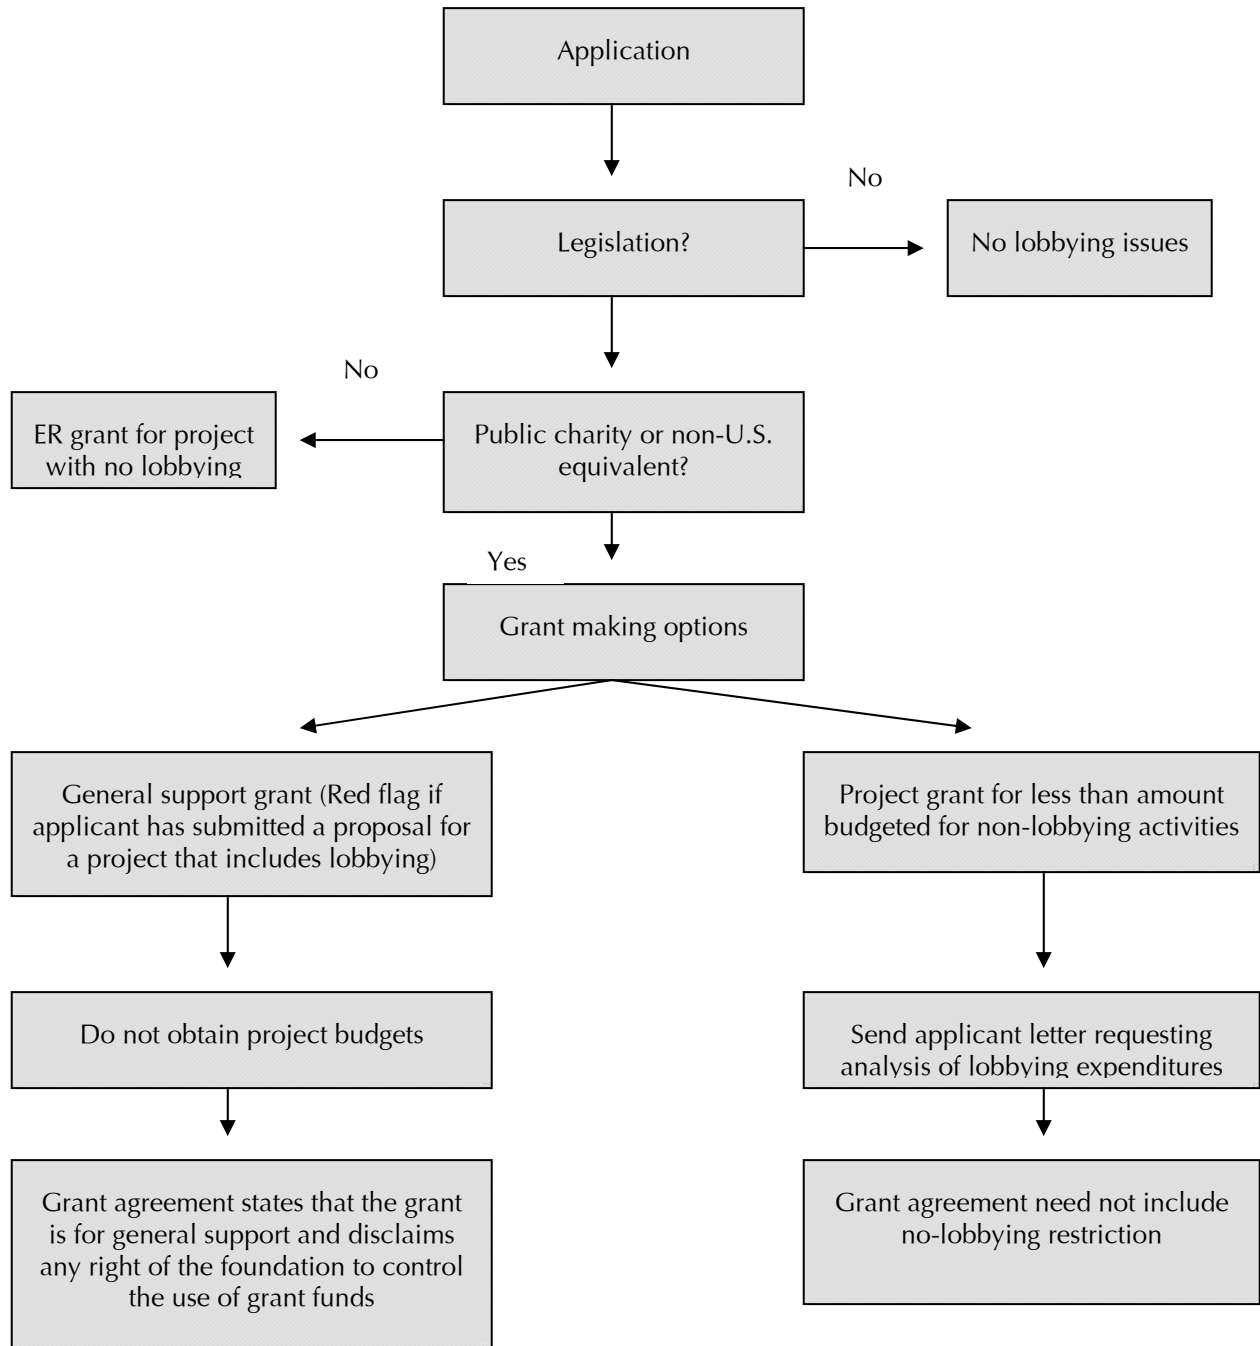 Application
No
Legislation?
No lobbying issues
No
ER grant for project
with no lobbying
Public charity or non-U.S.
equivalent?
Yes
Grant making options
General support grant (Red flag if
applicant has submitted a proposal for
a project that includes lobbying)
Project grant for less than amount
budgeted for non-lobbying activities
Do not obtain project budgets
Send applicant letter requesting
analysis of lobbying expenditures
Grant agreement states that the grant
is for general support and disclaims
any right of the foundation to control
the use of grant funds
Grant agreement need not include
no-lobbying restriction